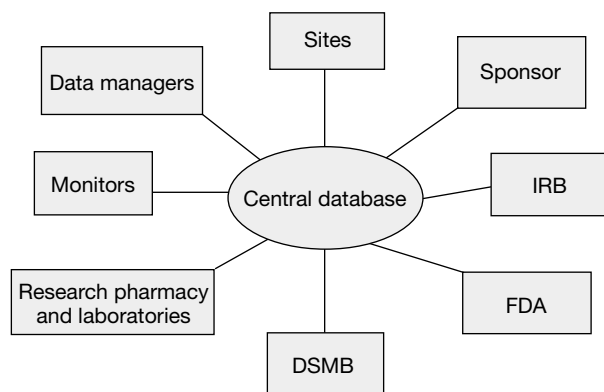 Sites
Sponsor
Data managers
Monitors
Central database
IRB
Research pharmacy
and laboratories
FDA
DSMB